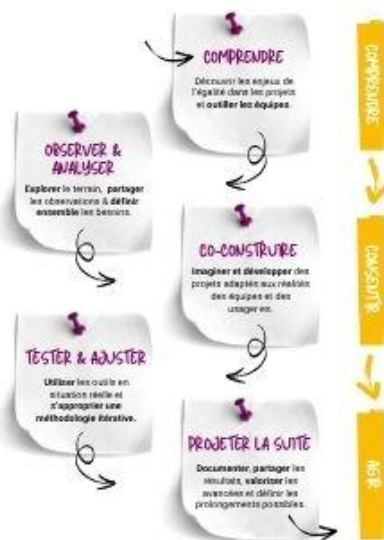 COMPRENDRE
Découvrir les enjeux de
l'égalité dans les projets
et outiller les équipes.
OBSERVER &
ANALYSER
Explorer le terrain, partager
les observations & définir
ensemble les besoins.
CO-CONSTRUIRE
Imaginer et développer des
projets adaptés aux réalités
des équipes et des
usager·es.
TESTER & AJUSTER
Utiliser les outils en
situation réelle et
s'approprier une
méthodologie itérative.
PROJETER LA SUITE
Documenter, partager les
résultats, valoriser les
avancées et définir les
prolongements possibles.
COMPRENDRE
CONSENTIR
AGIR